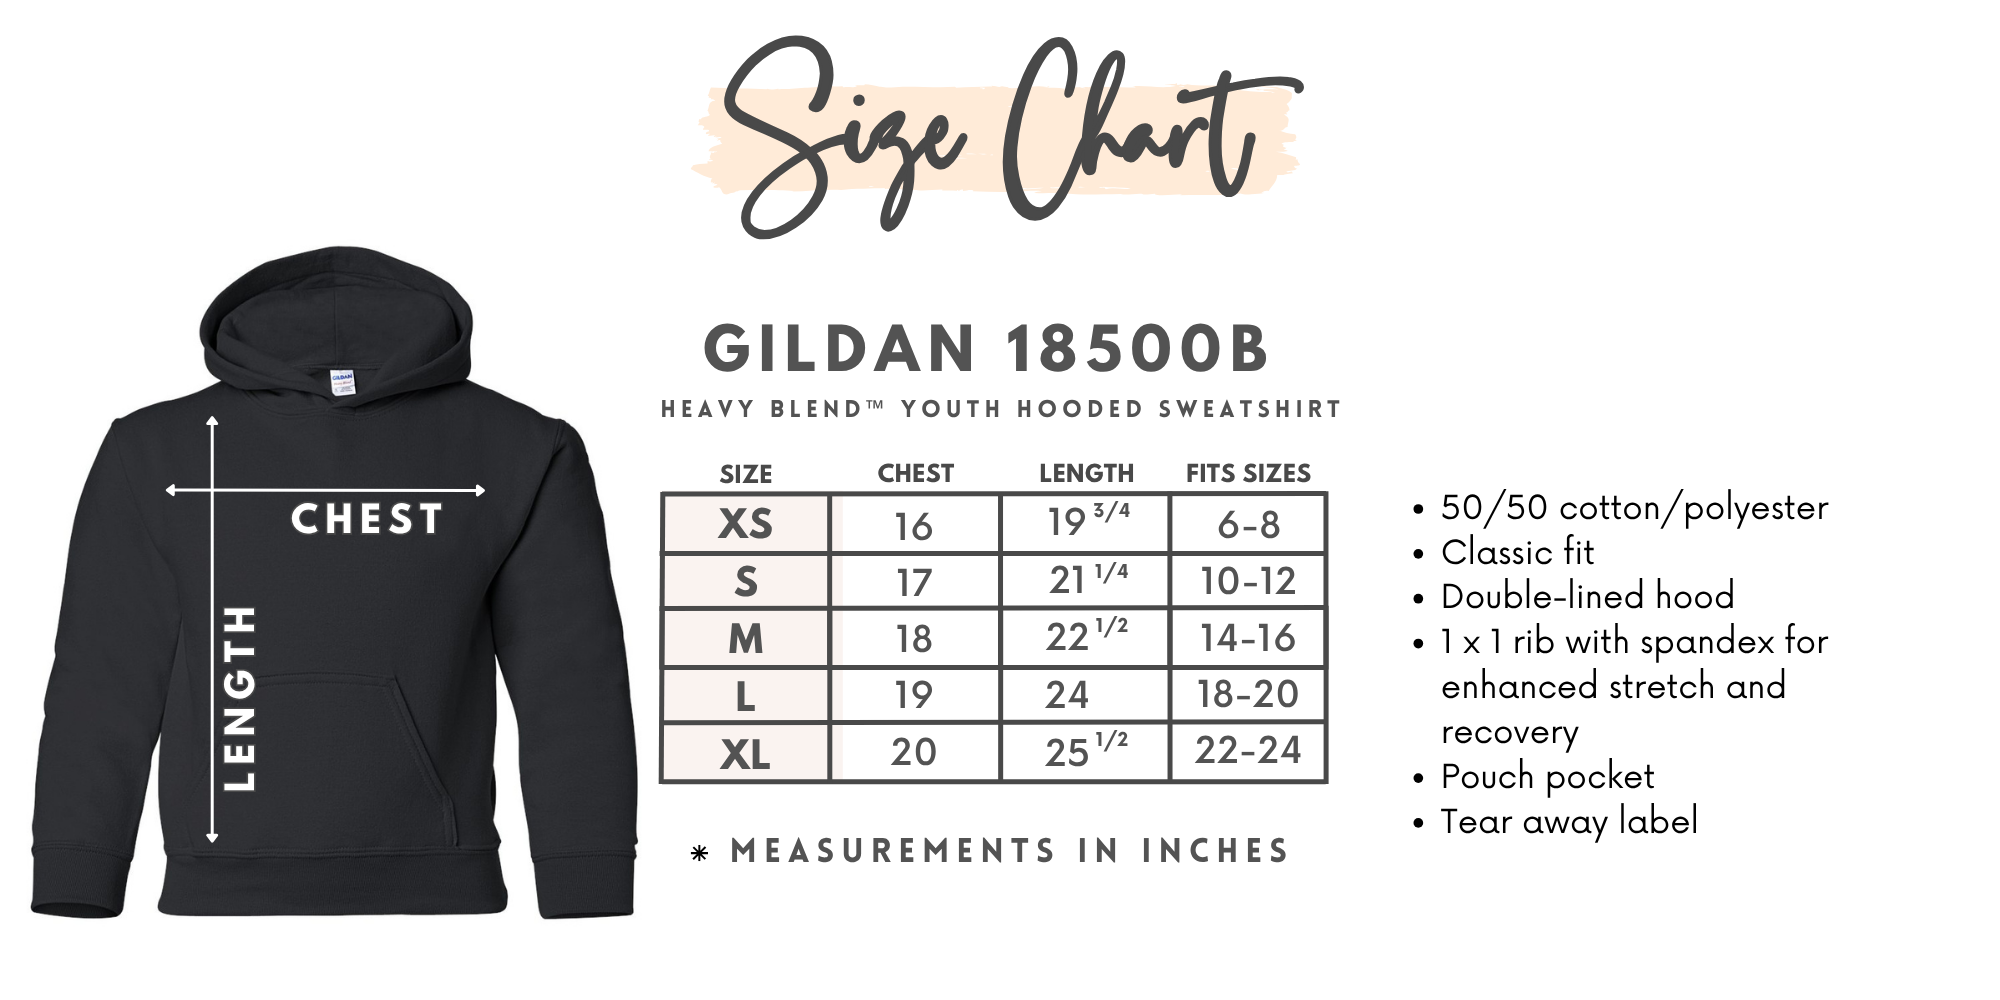 Size Chart
GILDAN 18500B
HEAVY BLEND™ YOUTH HOODED SWEATSHIRT
SIZE CHEST LENGTH FITS SIZES
XS 16 19 3/4 6-8
S 17 21 1/4 10-12
M 18 22 1/2 14-16
L 19 24 18-20
XL 20 25 1/2 22-24
* MEASUREMENTS IN INCHES
GILDAN
CHEST
LENGTH
• 50/50 cotton/polyester
• Classic fit
• Double-lined hood
• 1 x 1 rib with spandex for
enhanced stretch and
recovery
• Pouch pocket
• Tear away label